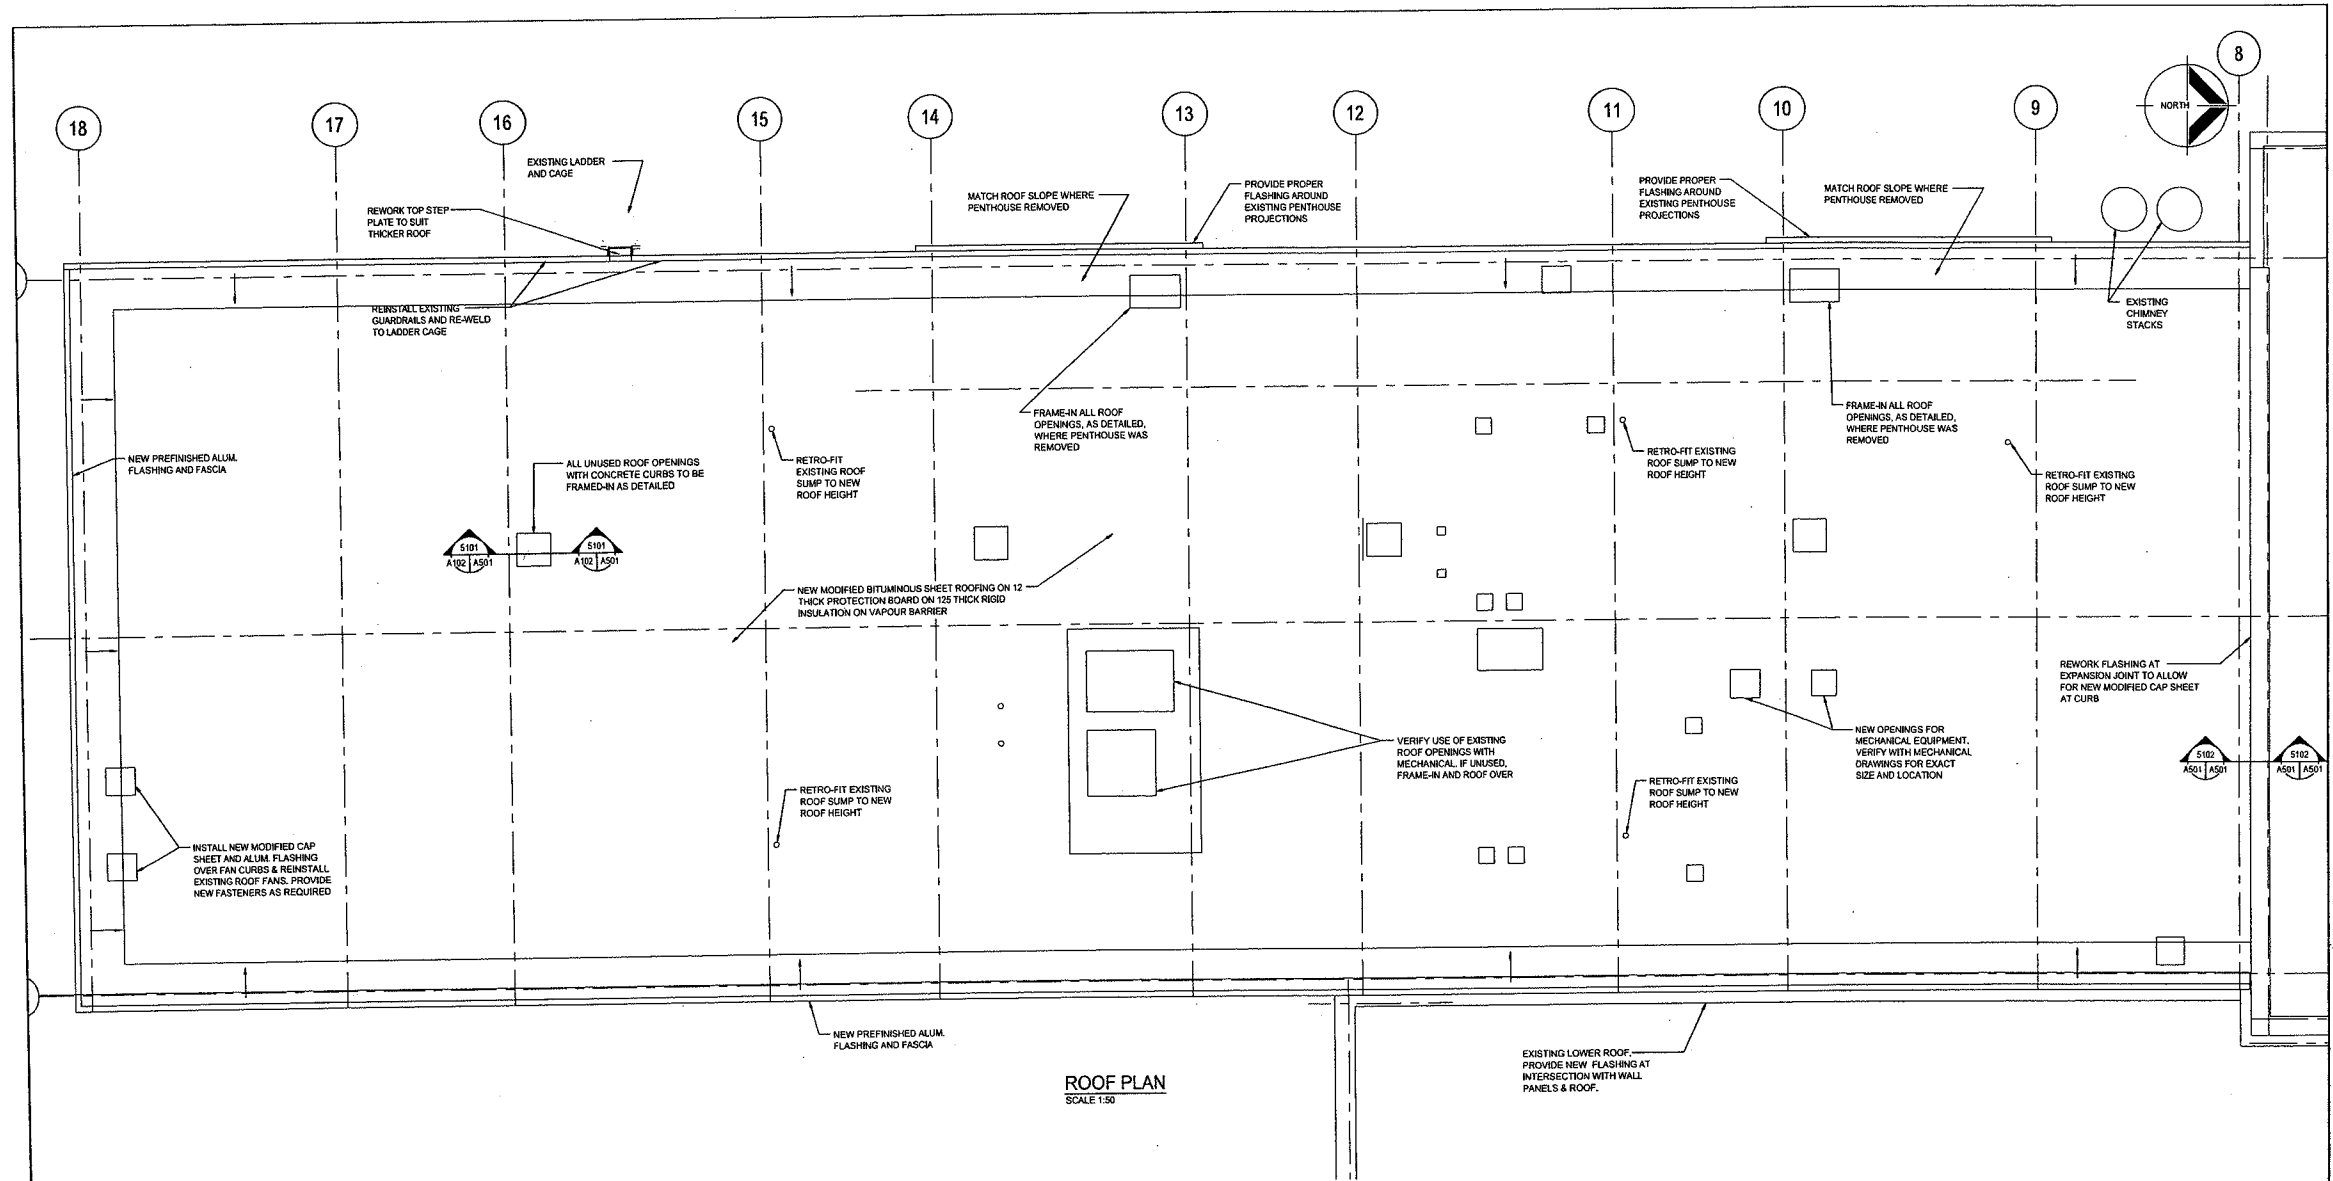 18
17
16
15
14
13
12
11
10
9
8
NORTH
EXISTING LADDER
AND CAGE
REWORK TOP STEP
PLATE TO SUIT
THICKER ROOF
MATCH ROOF SLOPE WHERE
PENTHOUSE REMOVED
PROVIDE PROPER
FLASHING AROUND
EXISTING PENTHOUSE
PROJECTIONS
PROVIDE PROPER
FLASHING AROUND
EXISTING PENTHOUSE
PROJECTIONS
MATCH ROOF SLOPE WHERE
PENTHOUSE REMOVED
REINSTALL EXISTING
GUARDRAILS AND RE-WELD
TO LADDER CAGE
EXISTING
CHIMNEY
STACKS
FRAME-IN ALL ROOF
OPENINGS, AS DETAILED,
WHERE PENTHOUSE WAS
REMOVED
FRAME-IN ALL ROOF
OPENINGS, AS DETAILED,
WHERE PENTHOUSE WAS
REMOVED
NEW PREFINISHED ALUM.
FLASHING AND FASCIA
ALL UNUSED ROOF OPENINGS
WITH CONCRETE CURBS TO BE
FRAMED-IN AS DETAILED
RETRO-FIT
EXISTING ROOF
SUMP TO NEW
ROOF HEIGHT
RETRO-FIT EXISTING
ROOF SUMP TO NEW
ROOF HEIGHT
RETRO-FIT EXISTING
ROOF SUMP TO NEW
ROOF HEIGHT
5101
A102 A501
5101
A102 A501
NEW MODIFIED BITUMINOUS SHEET ROOFING ON 12
THICK PROTECTION BOARD ON 125 THICK RIGID
INSULATION ON VAPOUR BARRIER
REWORK FLASHING AT
EXPANSION JOINT TO ALLOW
FOR NEW MODIFIED CAP SHEET
AT CURB
VERIFY USE OF EXISTING
ROOF OPENINGS WITH
MECHANICAL. IF UNUSED,
FRAME-IN AND ROOF OVER
NEW OPENINGS FOR
MECHANICAL EQUIPMENT.
VERIFY WITH MECHANICAL
DRAWINGS FOR EXACT
SIZE AND LOCATION
5102
A501 A501
5102
A501 A501
RETRO-FIT EXISTING
ROOF SUMP TO NEW
ROOF HEIGHT
RETRO-FIT EXISTING
ROOF SUMP TO NEW
ROOF HEIGHT
INSTALL NEW MODIFIED CAP
SHEET AND ALUM. FLASHING
OVER FAN CURBS & REINSTALL
EXISTING ROOF FANS. PROVIDE
NEW FASTENERS AS REQUIRED
NEW PREFINISHED ALUM.
FLASHING AND FASCIA
EXISTING LOWER ROOF.
PROVIDE NEW FLASHING AT
INTERSECTION WITH WALL
PANELS & ROOF.
ROOF PLAN
SCALE 1:50